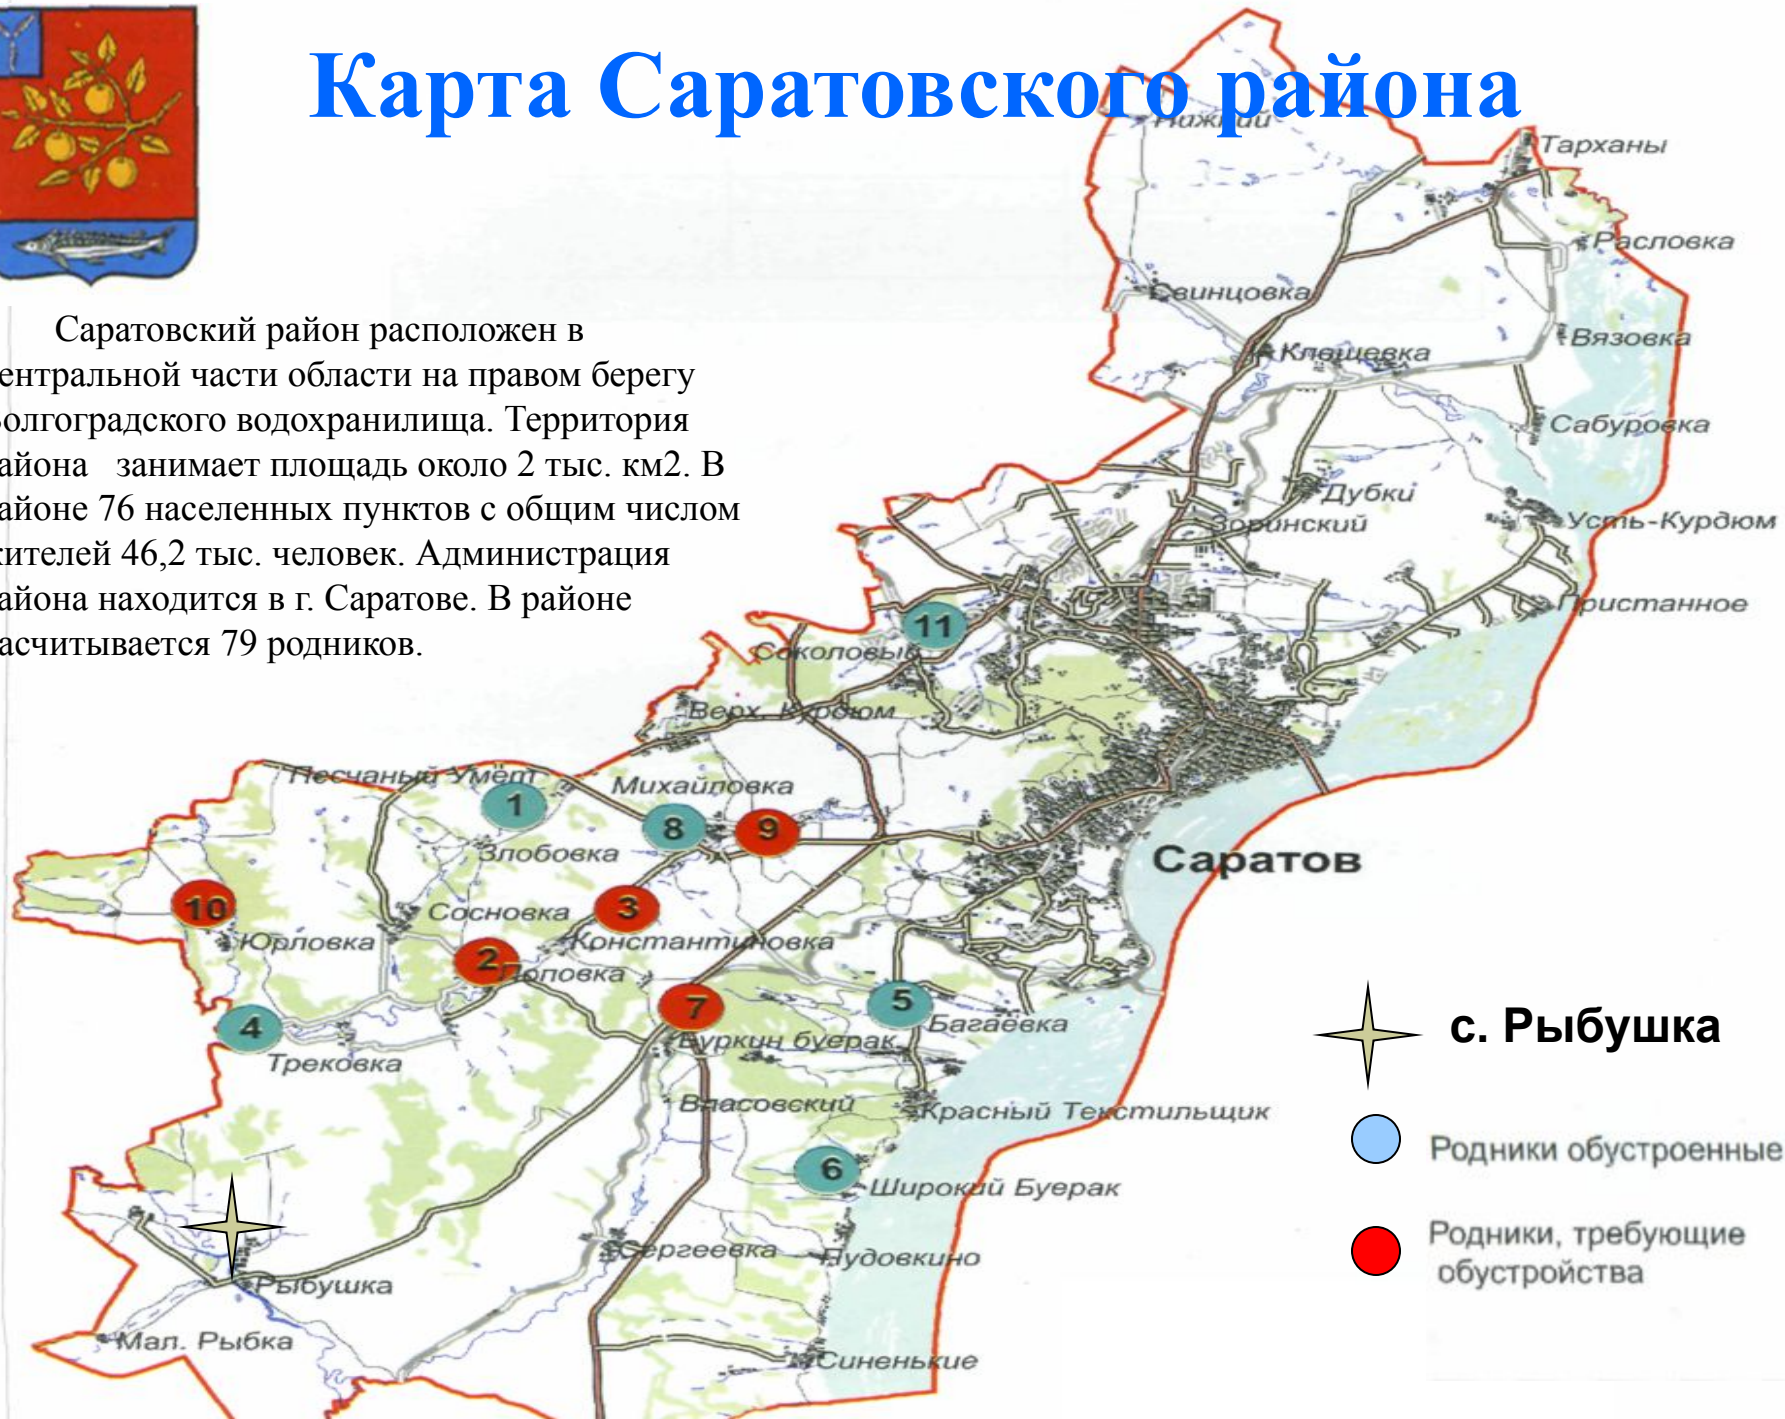 Карта Саратовского района
Саратовский район расположен в
ентральной части области на правом берегу
олгоградского водохранилища. Территория
айона занимает площадь около 2 тыс. км2. В
айоне 76 населенных пунктов с общим числом
жителей 46,2 тыс. человек. Администрация
айона находится в г. Саратове. В районе
асчитывается 79 родников.
Нижний
Тарханы
Расловка
Свинцовка
Вязовка
Клещевка
Сабуровка
Дубки
Зоринский
Усть-Курдюм
Пристанное
11
Соколовый
Верх. Курдюм
Песчаный Умёт
1
Михайловка
8
9
Злобовка
Саратов
10
3
Сосновка
Юрловка
Константиновка
2
Поповка
7
5
4
Багаевка
Буркин буерак
Трековка
с. Рыбушка
Власовский
Красный Текстильщик
Родники обустроенные
6
Широкий Буерак
Родники, требующие
обустройства
Сергеевка
Пудовкино
Рыбушка
Мал. Рыбка
Синенькие